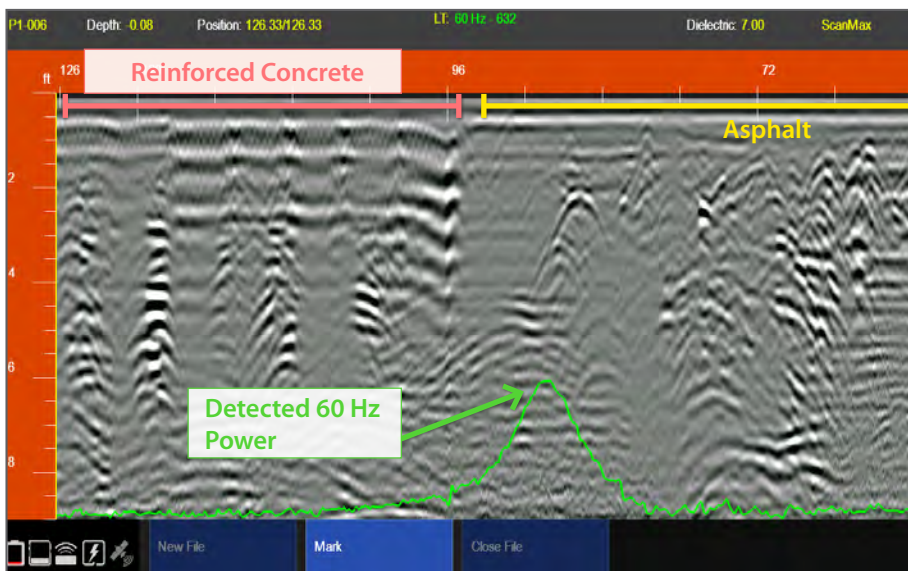 P1-006 Depth: -0.08 Position: 126.33/126.33 LT: 60 Hz - 632 Dielectric: 7.00 ScanMax
ft 126 96 72
Reinforced Concrete
Asphalt
2
4
6
Detected 60 Hz
Power
8
New File Mark Close File